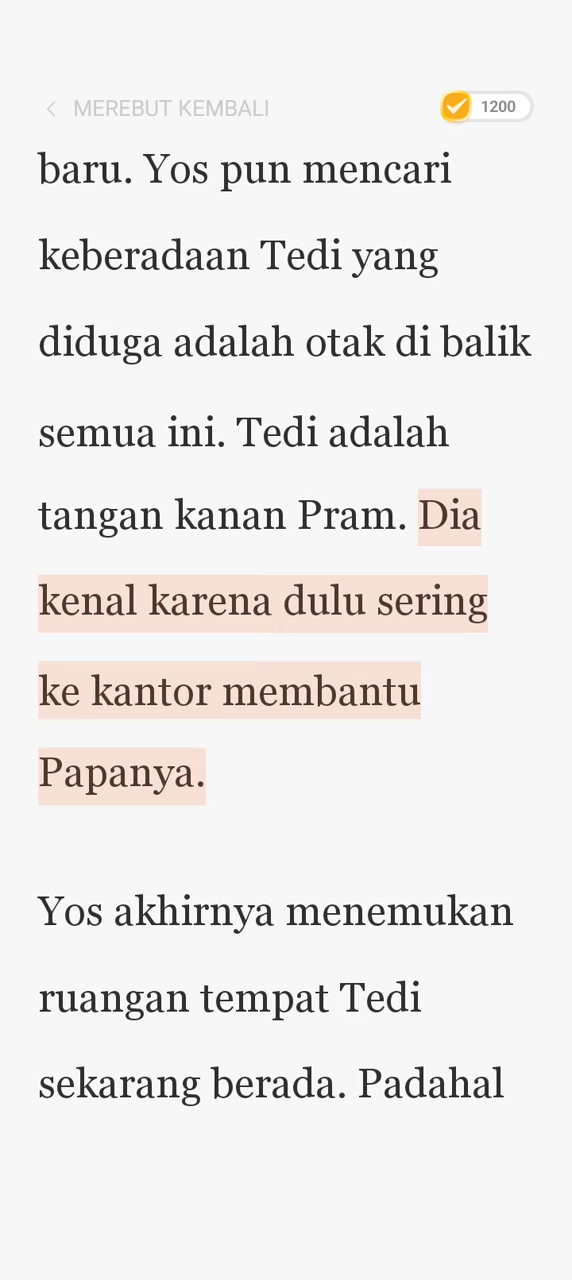 MEREBUT KEMBALI
1200
baru. Yos pun mencari
keberadaan Tedi yang
diduga adalah otak di balik
semua ini. Tedi adalah
tangan kanan Pram. Dia
kenal karena dulu sering
ke kantor membantu
Papanya.
Yos akhirnya menemukan
ruangan tempat Tedi
sekarang berada. Padahal